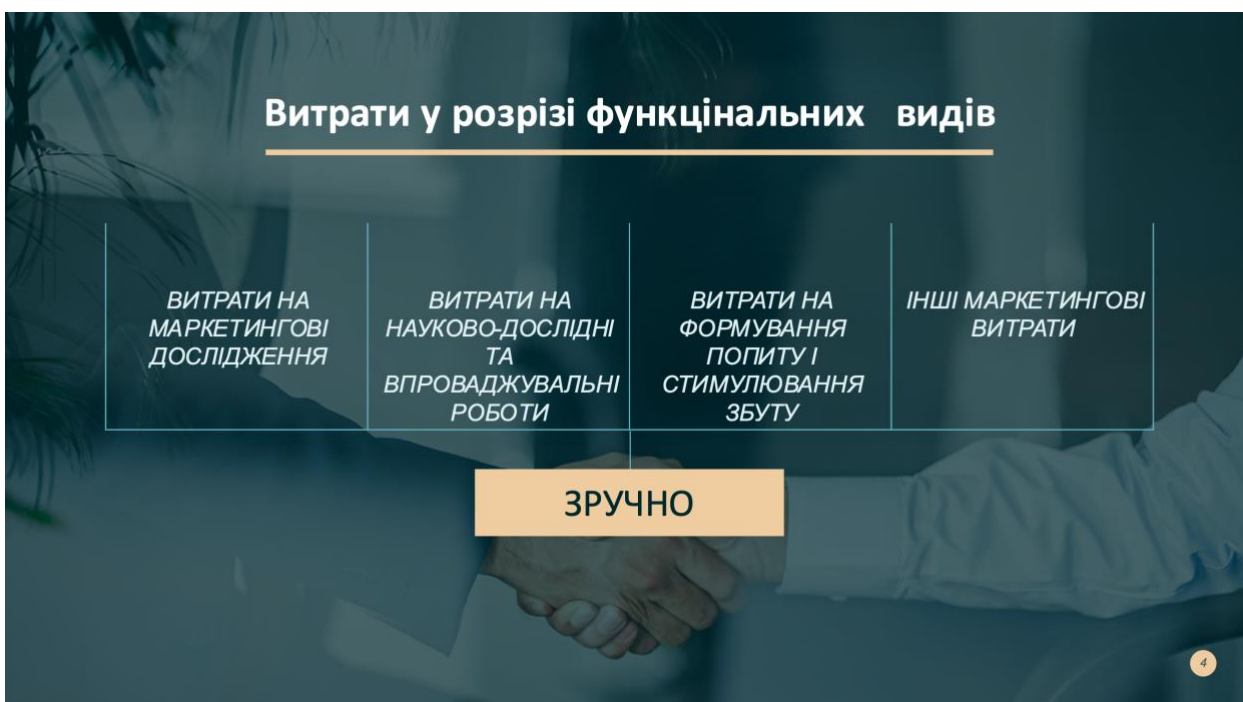 Витрати у розрізі функцінальних видів
ВИТРАТИ НА
МАРКЕТИНГОВІ
ДОСЛІДЖЕННЯ
ВИТРАТИ НА
НАУКОВО-ДОСЛІДНІ
ТА
ВПРОВАДЖУВАЛЬНІ
РОБОТИ
ВИТРАТИ НА
ФОРМУВАННЯ
ПОПИТУ І
СТИМУЛЮВАННЯ
ЗБУТУ
ІНШІ МАРКЕТИНГОВІ
ВИТРАТИ
ЗРУЧНО
4